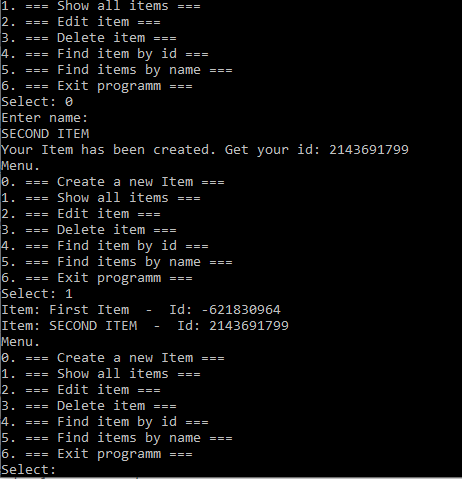 1. === Show all items ===
2. === Edit item ===
3. === Delete item ===
4. === Find item by id ===
5. === Find items by name ===
6. === Exit programm ===
Select: 0
Enter name:
SECOND ITEM
Your Item has been created. Get your id: 2143691799
Menu.
0. === Create a new Item ===
1. === Show all items ===
2. === Edit item ===
3. === Delete item ===
4. === Find item by id ===
5. === Find items by name ===
6. === Exit programm ===
Select: 1
Item: First Item  -  Id: -621830964
Item: SECOND ITEM  -  Id: 2143691799
Menu.
0. === Create a new Item ===
1. === Show all items ===
2. === Edit item ===
3. === Delete item ===
4. === Find item by id ===
5. === Find items by name ===
6. === Exit programm ===
Select: